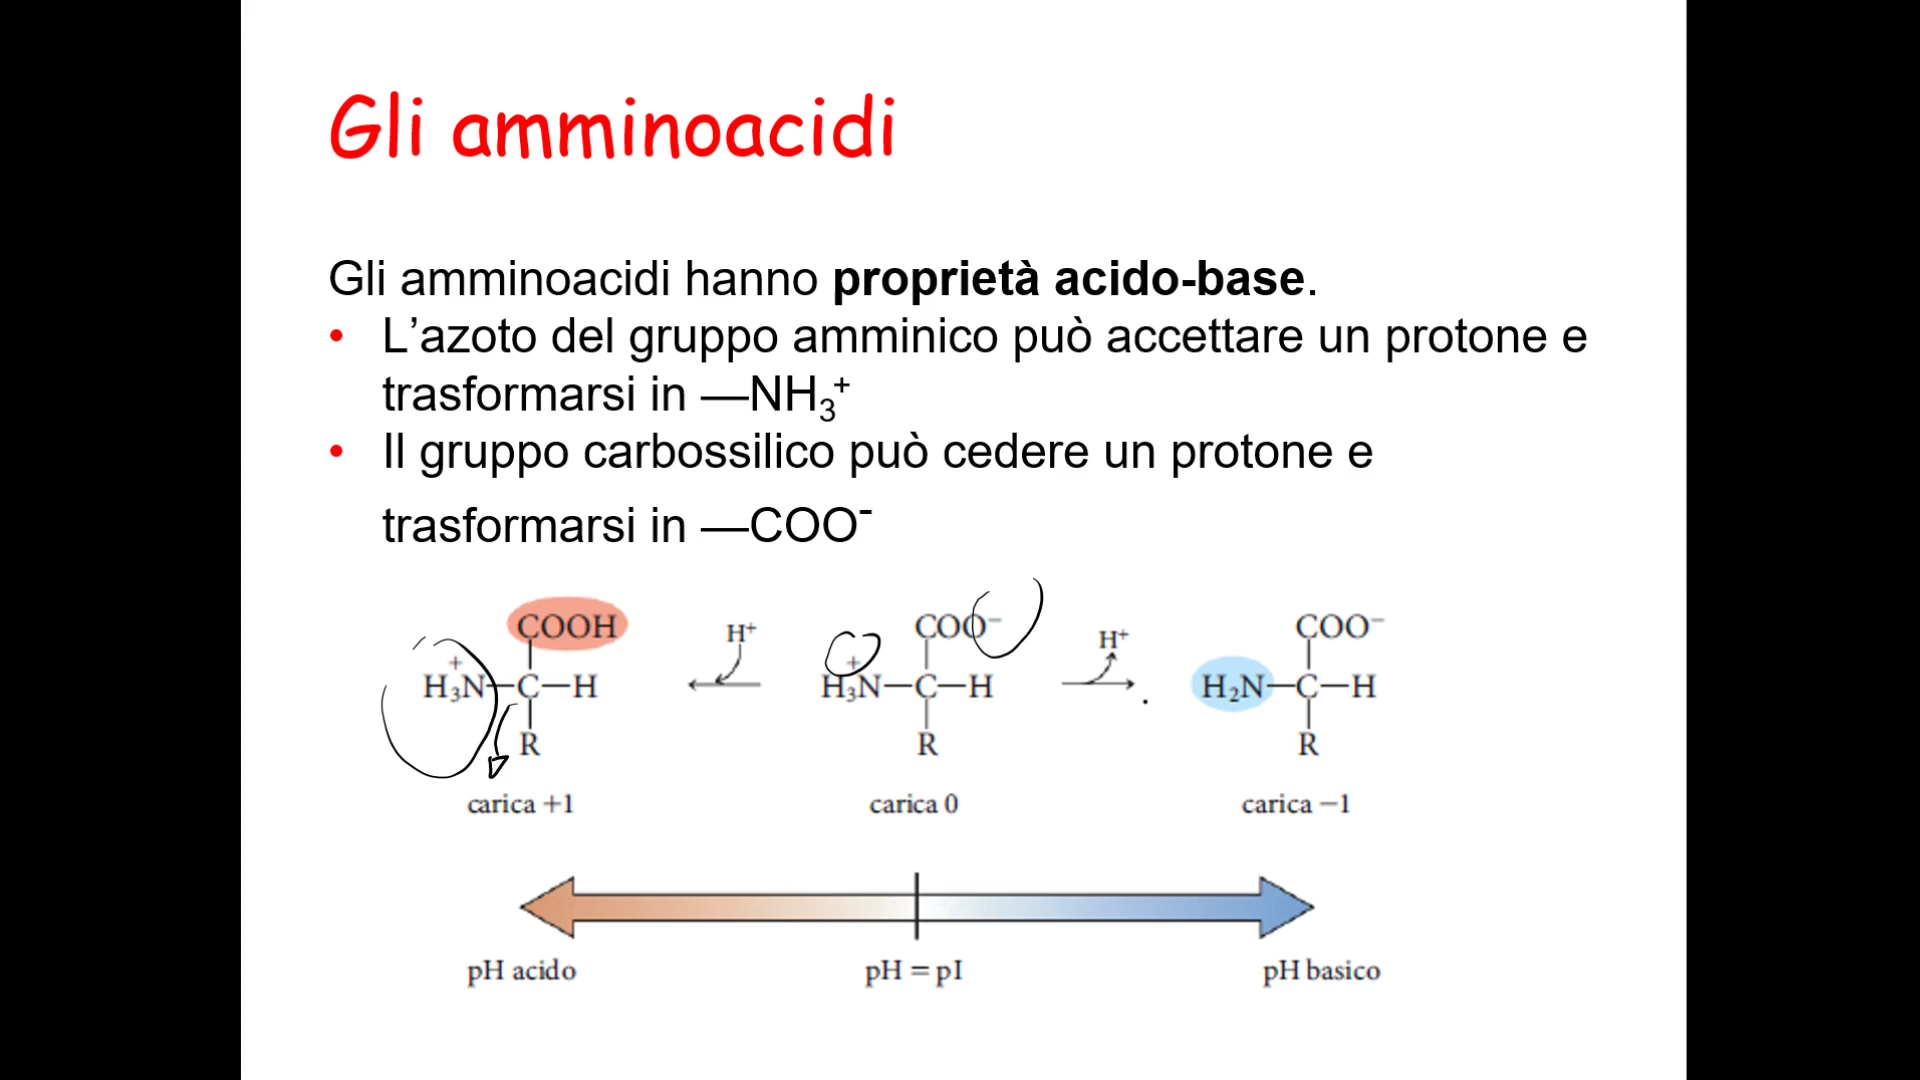 Gli amminoacidi
Gli amminoacidi hanno proprietà acido-base.
• L’azoto del gruppo amminico può accettare un protone e
trasformarsi in —NH₃⁺
• Il gruppo carbossilico può cedere un protone e
trasformarsi in —COO⁻
COOH H⁺ COO⁻ H⁺ COO⁻
+ +
H₃N—C—H H₃N—C—H H₂N—C—H
R R R
carica +1 carica 0 carica −1
pH acido pH = pI pH basico